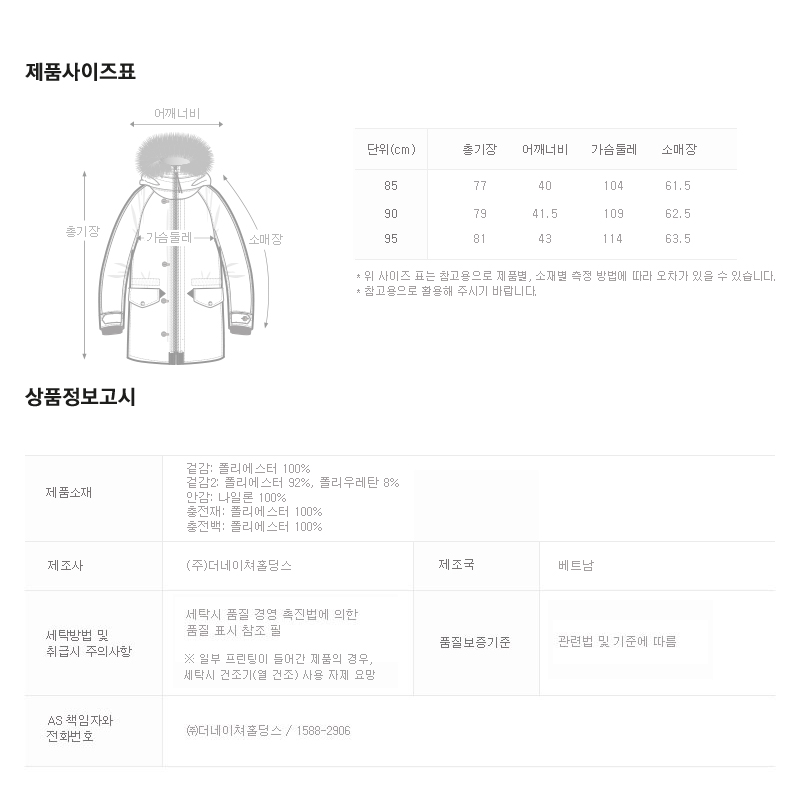 제품사이즈표
어깨너비
총기장
가슴둘레
소매장
단위(cm) 총기장 어깨너비 가슴둘레 소매장
85 77 40 104 61.5
90 79 41.5 109 62.5
95 81 43 114 63.5
* 위 사이즈 표는 참고용으로 제품별, 소재별 측정 방법에 따라 오차가 있을 수 있습니다.
* 참고용으로 활용해 주시기 바랍니다.
상품정보고시
제품소재
겉감: 폴리에스터 100%
겉감2: 폴리에스터 92%, 폴리우레탄 8%
안감: 나일론 100%
충전재: 폴리에스터 100%
충전백: 폴리에스터 100%
제조사 (주)더네이쳐홀딩스 제조국 베트남
세탁방법 및
취급시 주의사항
세탁시 품질 경영 촉진법에 의한
품질 표시 참조 필
※ 일부 프린팅이 들어간 제품의 경우,
세탁시 건조기(열 건조) 사용 자제 요망
품질보증기준 관련법 및 기준에 따름
AS 책임자와
전화번호
㈜더네이쳐홀딩스 / 1588-2906